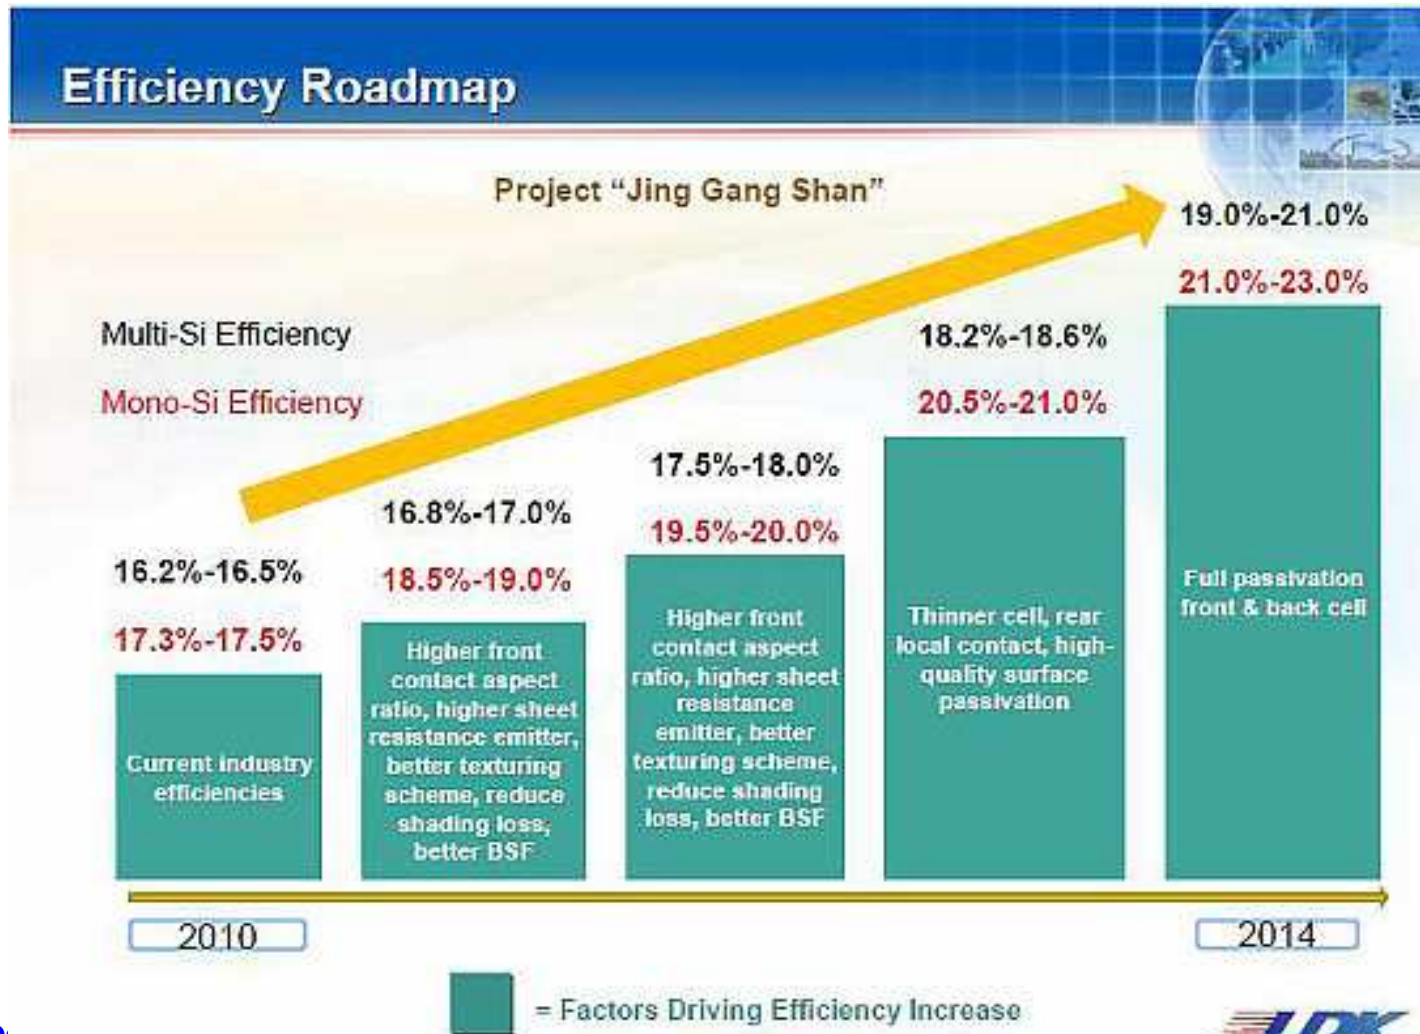 Efficiency Roadmap
Project “Jing Gang Shan”
19.0%-21.0%
21.0%-23.0%
Multi-Si Efficiency
Mono-Si Efficiency
18.2%-18.6%
20.5%-21.0%
17.5%-18.0%
19.5%-20.0%
16.8%-17.0%
18.5%-19.0%
16.2%-16.5%
17.3%-17.5%
Current industry
efficiencies
Higher front
contact aspect
ratio, higher sheet
resistance emitter,
better texturing
scheme, reduce
shading loss,
better BSF
Higher front
contact aspect
ratio, higher sheet
resistance
emitter, better
texturing scheme,
reduce shading
loss, better BSF
Thinner cell, rear
local contact, high-
quality surface
passivation
Full passivation
front & back cell
2010
2014
= Factors Driving Efficiency Increase
LDK